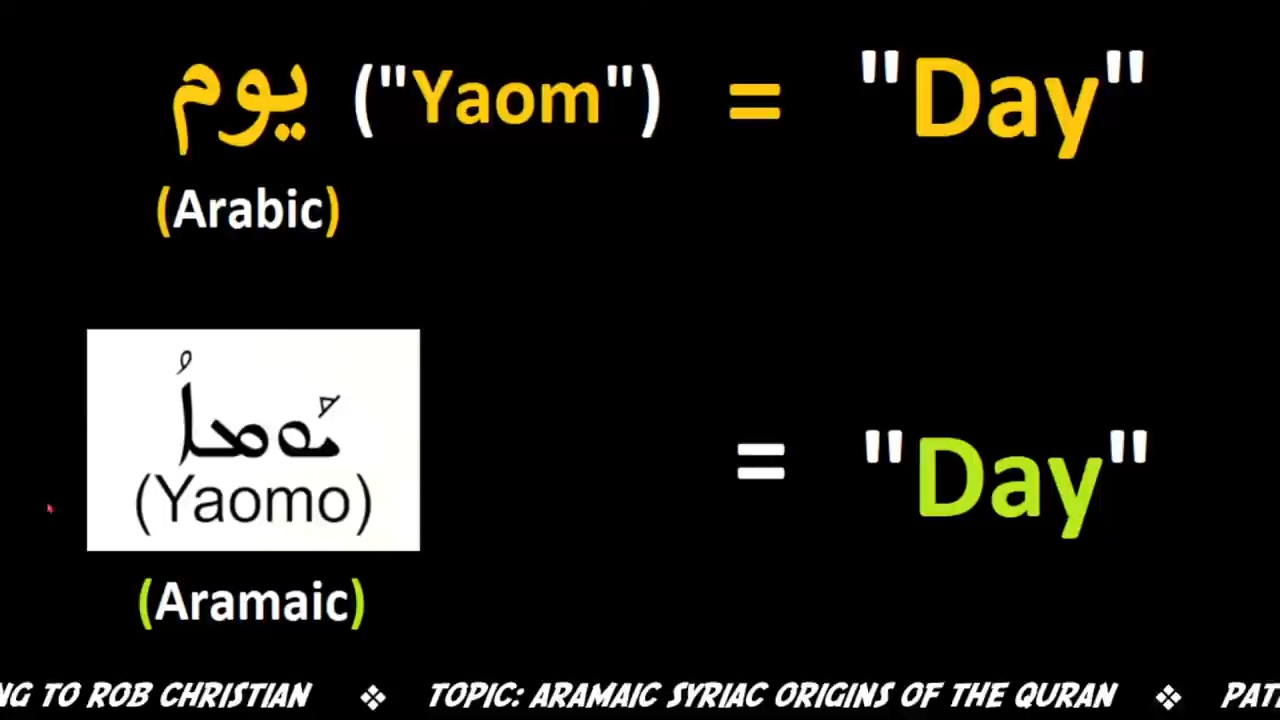 يوم ("Yaom") = "Day"
(Arabic)
ܝܰܘܡܳܐ
(Yaomo)
= "Day"
(Aramaic)
NG TO ROB CHRISTIAN ❖ TOPIC: ARAMAIC SYRIAC ORIGINS OF THE QURAN ❖ PAT